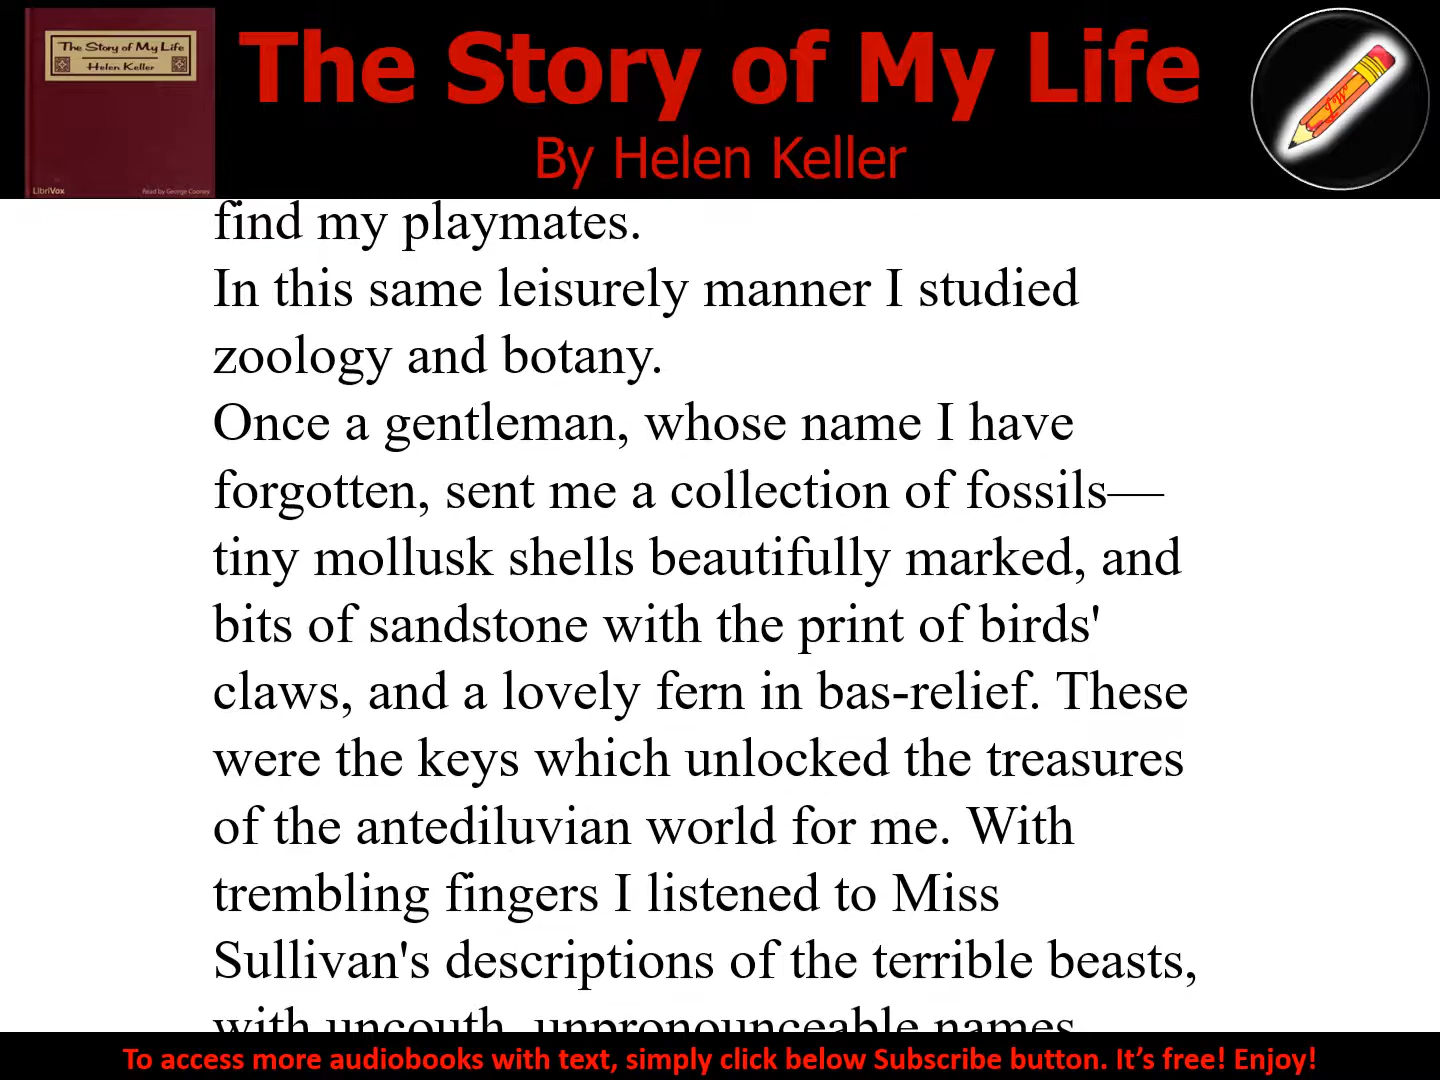 The Story of My Life
Helen Keller
LibriVox
Read by George Cooney
The Story of My Life
By Helen Keller
find my playmates.
In this same leisurely manner I studied
zoology and botany.
Once a gentleman, whose name I have
forgotten, sent me a collection of fossils—
tiny mollusk shells beautifully marked, and
bits of sandstone with the print of birds'
claws, and a lovely fern in bas-relief. These
were the keys which unlocked the treasures
of the antediluvian world for me. With
trembling fingers I listened to Miss
Sullivan's descriptions of the terrible beasts,
with uncouth, unpronounceable names
To access more audiobooks with text, simply click below Subscribe button. It’s free! Enjoy!